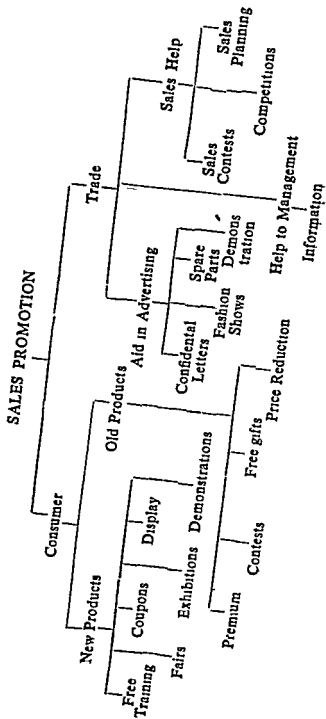 SALES PROMOTION
Consumer
Trade
New Products
Old Products
Aid in Advertising
Sales Help
Free
Training
Fairs
Coupons
Exhibitions
Display
Demonstrations
Premium
Contests
Free gifts
Price Reduction
Confidental
Letters
Fashion
Shows
Spare
Parts
Demons
tration
Help to Management
Information
Sales
Contests
Competitions
Sales
Planning